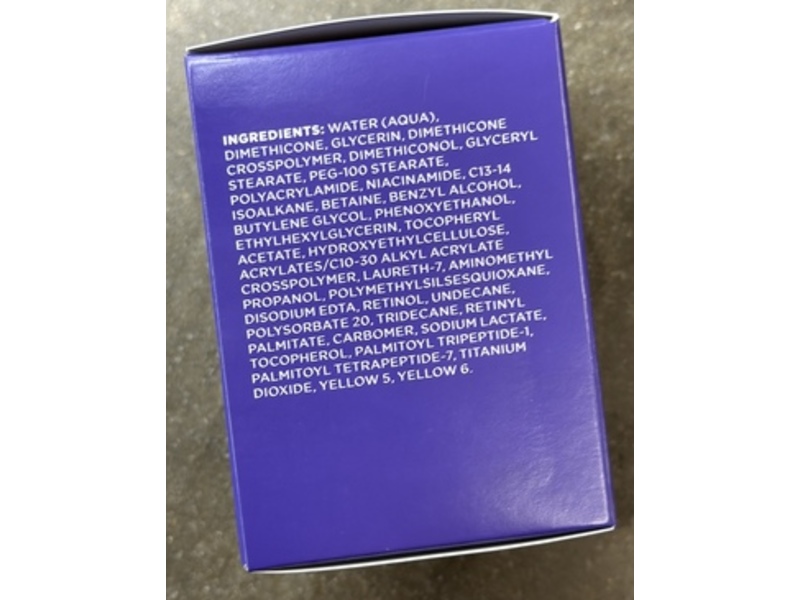 INGREDIENTS: WATER (AQUA),
DIMETHICONE, GLYCERIN, DIMETHICONE
CROSSPOLYMER, DIMETHICONOL, GLYCERYL
STEARATE, PEG-100 STEARATE,
POLYACRYLAMIDE, NIACINAMIDE, C13-14
ISOALKANE, BETAINE, BENZYL ALCOHOL,
BUTYLENE GLYCOL, PHENOXYETHANOL,
ETHYLHEXYLGLYCERIN, TOCOPHERYL
ACETATE, HYDROXYETHYLCELLULOSE,
ACRYLATES/C10-30 ALKYL ACRYLATE
CROSSPOLYMER, LAURETH-7, AMINOMETHYL
PROPANOL, POLYMETHYLSILSESQUIOXANE,
DISODIUM EDTA, RETINOL, UNDECANE,
POLYSORBATE 20, TRIDECANE, RETINYL
PALMITATE, CARBOMER, SODIUM LACTATE,
TOCOPHEROL, PALMITOYL TRIPEPTIDE-1,
PALMITOYL TETRAPEPTIDE-7, TITANIUM
DIOXIDE, YELLOW 5, YELLOW 6.